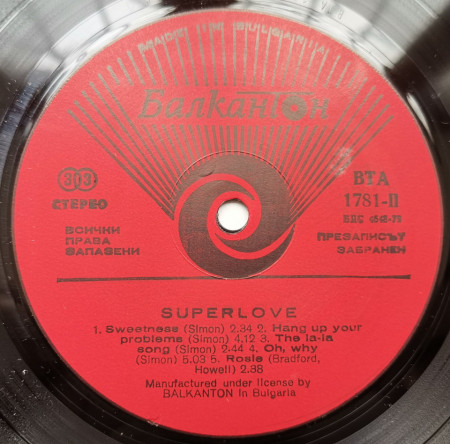 MADE IN BULGARIA
Балкантон
33
СТЕРЕО
ВСИЧКИ
ПРАВА
ЗАПАЗЕНИ
ВТА
1781-II
ПРЕЗАПИСЪТ
ЗАБРАНЕН
SUPERLOVE
1. Sweetness (Simon) 2.34 2. Hang up your
problems (Simon) 4.12 3. The la-la
song (Simon) 2.44 4. Oh, why
(Simon) 5.03 5. Rosie (Bradford,
Howell) 2.38
Manufactured under license by
BALKANTON in Bulgaria